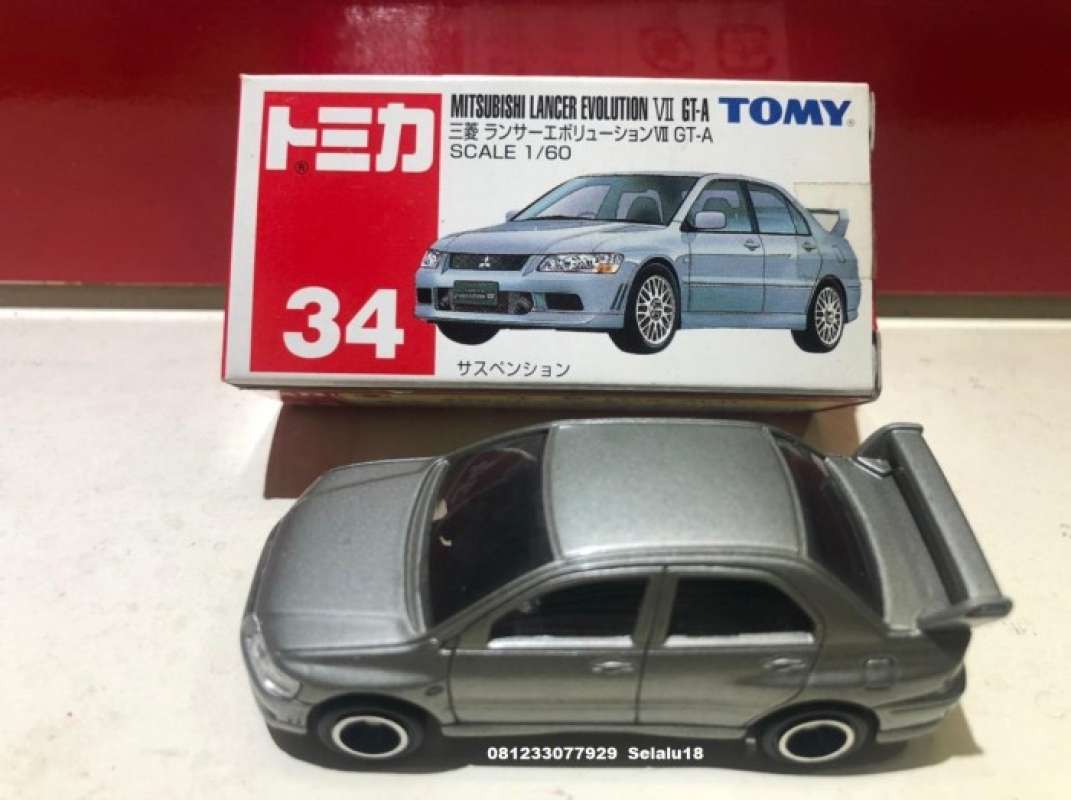 トミカ
34
MITSUBISHI LANCER EVOLUTION VII GT-A
三菱 ランサーエボリューションVII GT-A
SCALE 1/60
TOMY
サスペンション
081233077929 Selalu18